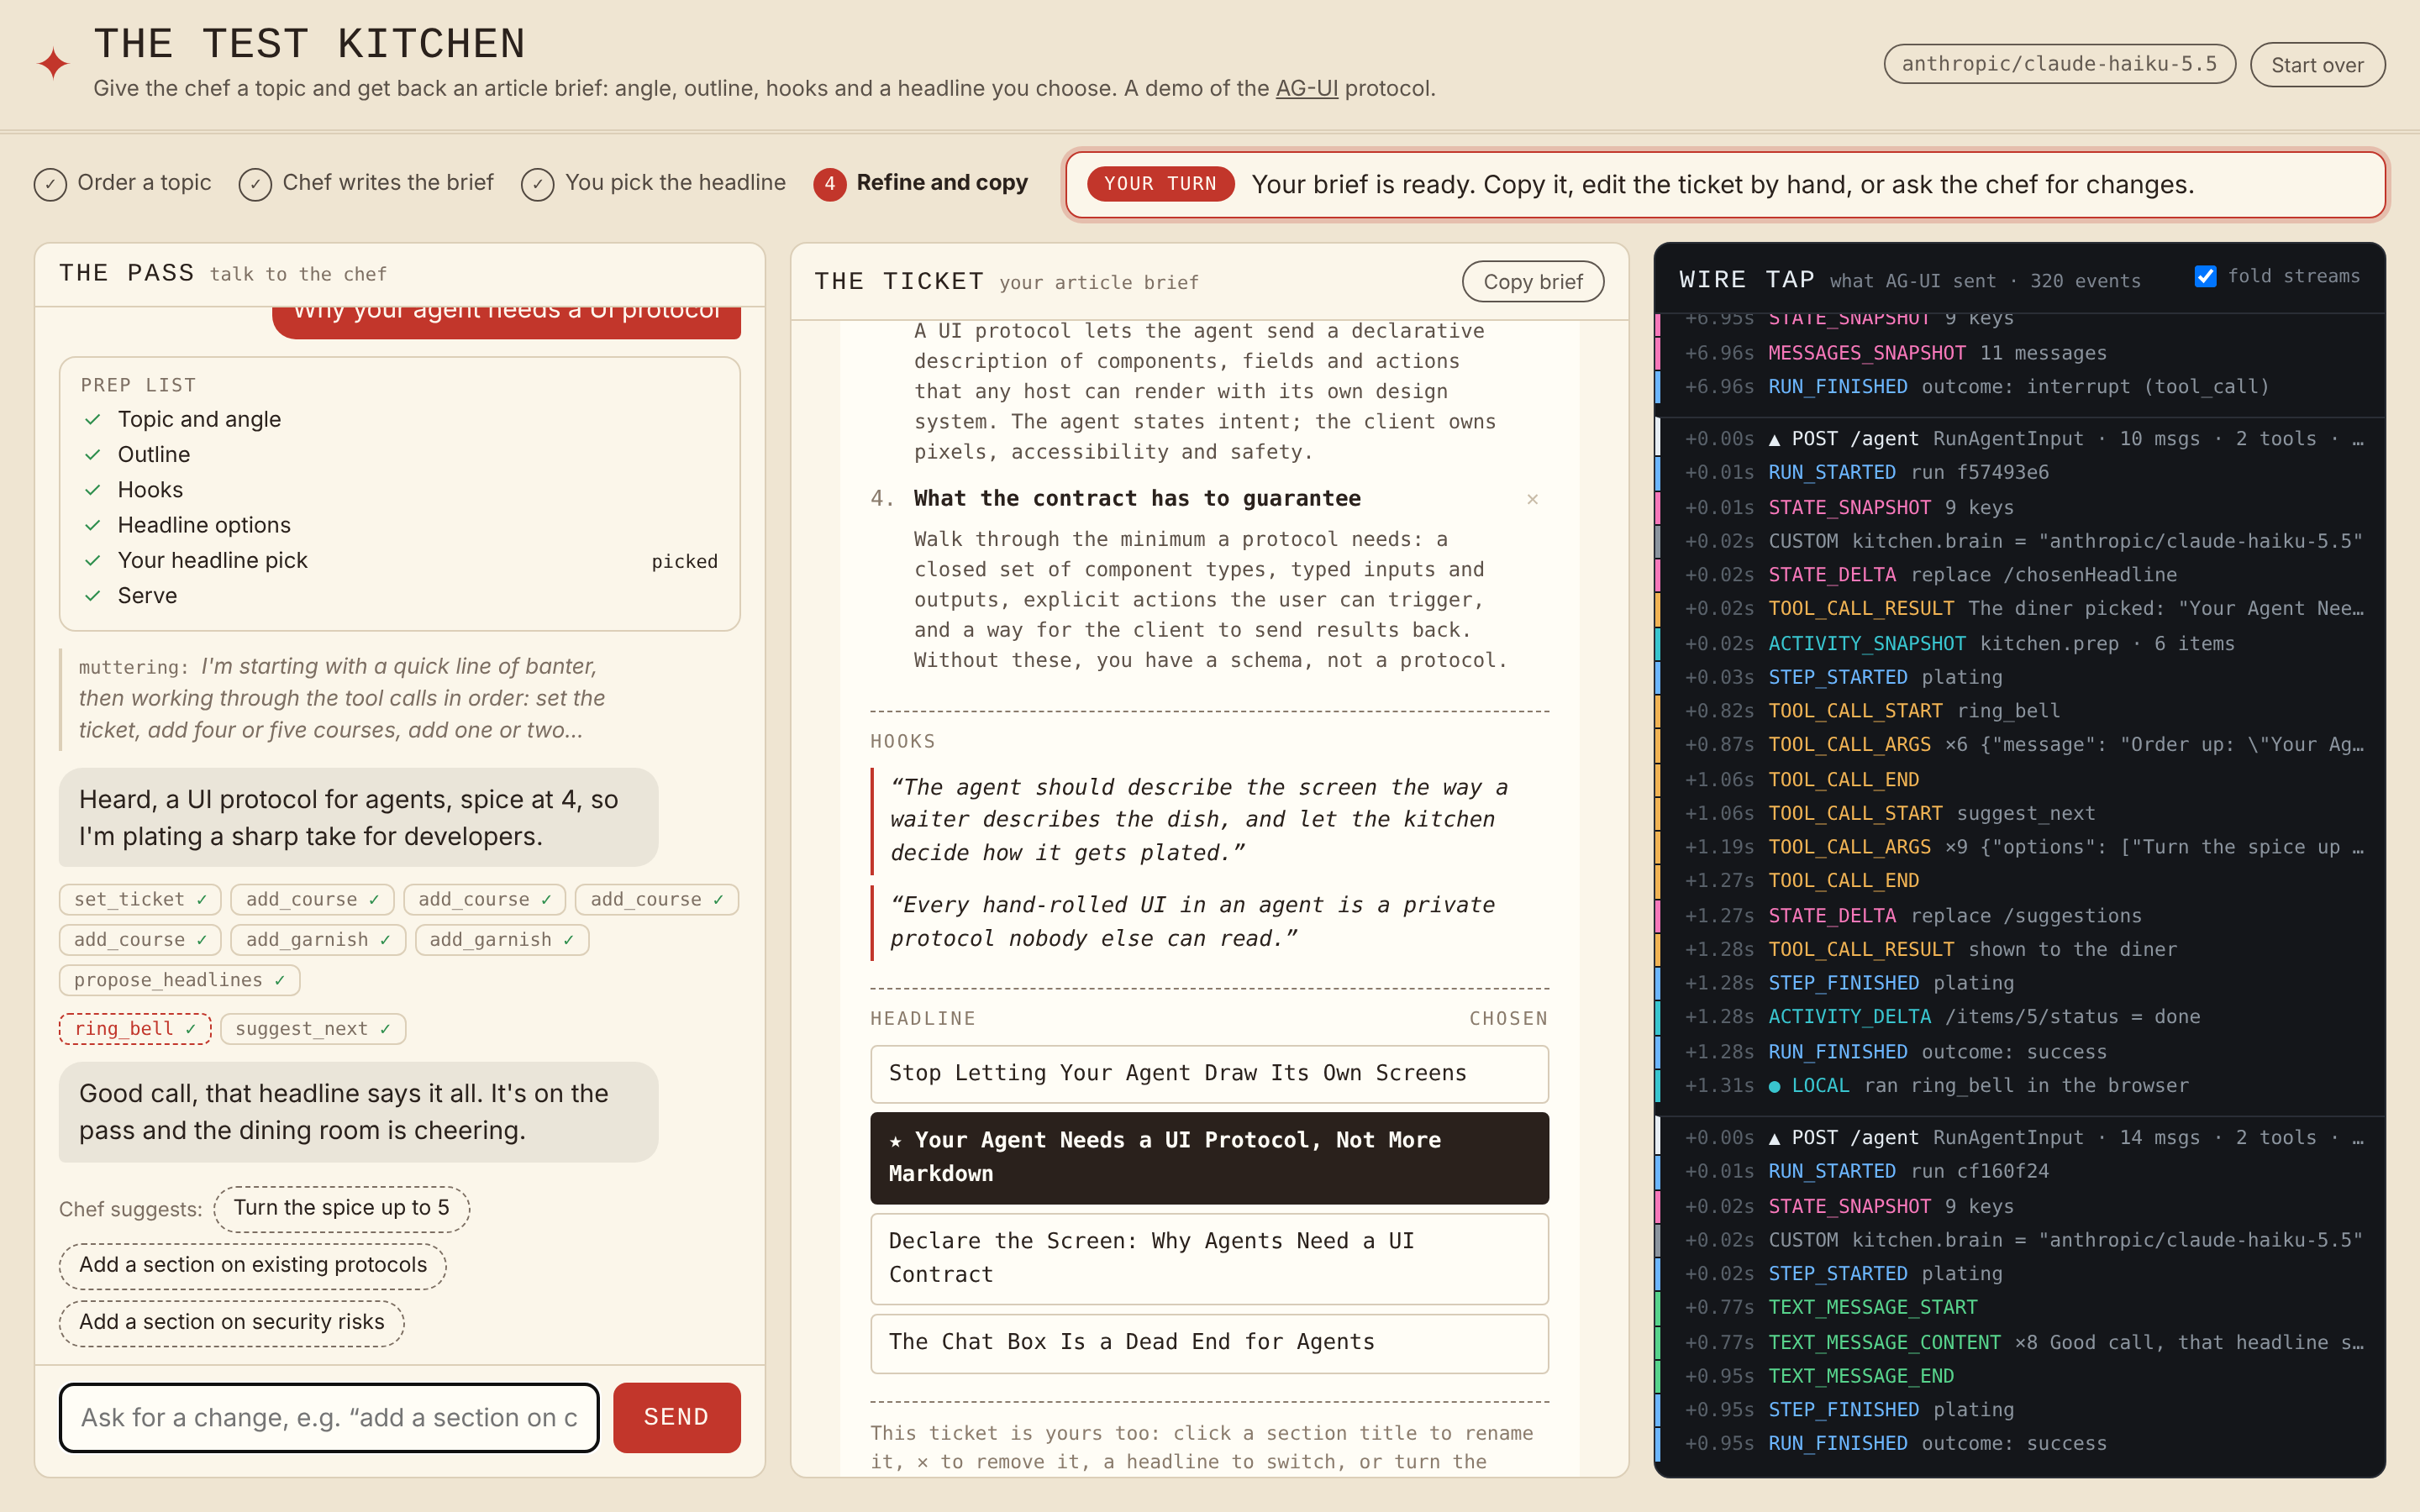 ✦ THE TEST KITCHEN
Give the chef a topic and get back an article brief: angle, outline, hooks and a headline you choose. A demo of the AG-UI protocol.
anthropic/claude-haiku-5.5
Start over
✓ Order a topic
✓ Chef writes the brief
✓ You pick the headline
4 Refine and copy
YOUR TURN Your brief is ready. Copy it, edit the ticket by hand, or ask the chef for changes.
THE PASS talk to the chef
Why your agent needs a UI protocol
PREP LIST
✓ Topic and angle
✓ Outline
✓ Hooks
✓ Headline options
✓ Your headline pick picked
✓ Serve
muttering: I'm starting with a quick line of banter,
then working through the tool calls in order: set the
ticket, add four or five courses, add one or two...
Heard, a UI protocol for agents, spice at 4, so
I'm plating a sharp take for developers.
set_ticket ✓ add_course ✓ add_course ✓ add_course ✓
add_course ✓ add_garnish ✓ add_garnish ✓
propose_headlines ✓
ring_bell ✓ suggest_next ✓
Good call, that headline says it all. It's on the
pass and the dining room is cheering.
Chef suggests: Turn the spice up to 5
Add a section on existing protocols
Add a section on security risks
Ask for a change, e.g. “add a section on c
SEND
THE TICKET your article brief
Copy brief
A UI protocol lets the agent send a declarative
description of components, fields and actions
that any host can render with its own design
system. The agent states intent; the client owns
pixels, accessibility and safety.
4. What the contract has to guarantee ×
Walk through the minimum a protocol needs: a
closed set of component types, typed inputs and
outputs, explicit actions the user can trigger,
and a way for the client to send results back.
Without these, you have a schema, not a protocol.
HOOKS
“The agent should describe the screen the way a
waiter describes the dish, and let the kitchen
decide how it gets plated.”
“Every hand-rolled UI in an agent is a private
protocol nobody else can read.”
HEADLINE CHOSEN
Stop Letting Your Agent Draw Its Own Screens
★ Your Agent Needs a UI Protocol, Not More
Markdown
Declare the Screen: Why Agents Need a UI
Contract
The Chat Box Is a Dead End for Agents
This ticket is yours too: click a section title to rename
it, × to remove it, a headline to switch, or turn the
WIRE TAP what AG-UI sent · 320 events
fold streams
+6.95s STATE_SNAPSHOT 9 keys
+6.96s MESSAGES_SNAPSHOT 11 messages
+6.96s RUN_FINISHED outcome: interrupt (tool_call)
+0.00s ▲ POST /agent RunAgentInput · 10 msgs · 2 tools · …
+0.01s RUN_STARTED run f57493e6
+0.01s STATE_SNAPSHOT 9 keys
+0.02s CUSTOM kitchen.brain = "anthropic/claude-haiku-5.5"
+0.02s STATE_DELTA replace /chosenHeadline
+0.02s TOOL_CALL_RESULT The diner picked: "Your Agent Nee…
+0.02s ACTIVITY_SNAPSHOT kitchen.prep · 6 items
+0.03s STEP_STARTED plating
+0.82s TOOL_CALL_START ring_bell
+0.87s TOOL_CALL_ARGS ×6 {"message": "Order up: \"Your Ag…
+1.06s TOOL_CALL_END
+1.06s TOOL_CALL_START suggest_next
+1.19s TOOL_CALL_ARGS ×9 {"options": ["Turn the spice up …
+1.27s TOOL_CALL_END
+1.27s STATE_DELTA replace /suggestions
+1.28s TOOL_CALL_RESULT shown to the diner
+1.28s STEP_FINISHED plating
+1.28s ACTIVITY_DELTA /items/5/status = done
+1.28s RUN_FINISHED outcome: success
+1.31s ● LOCAL ran ring_bell in the browser
+0.00s ▲ POST /agent RunAgentInput · 14 msgs · 2 tools · …
+0.01s RUN_STARTED run cf160f24
+0.02s STATE_SNAPSHOT 9 keys
+0.02s CUSTOM kitchen.brain = "anthropic/claude-haiku-5.5"
+0.02s STEP_STARTED plating
+0.77s TEXT_MESSAGE_START
+0.77s TEXT_MESSAGE_CONTENT ×8 Good call, that headline s…
+0.95s TEXT_MESSAGE_END
+0.95s STEP_FINISHED plating
+0.95s RUN_FINISHED outcome: success